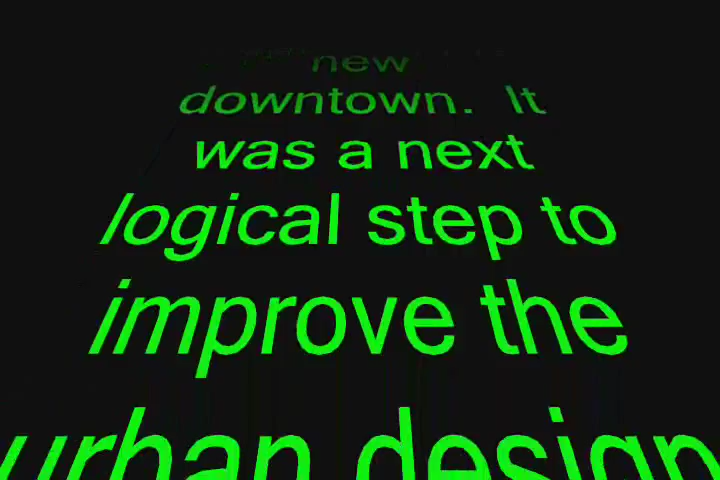 new
downtown. It
was a next
logical step to
improve the
urban design